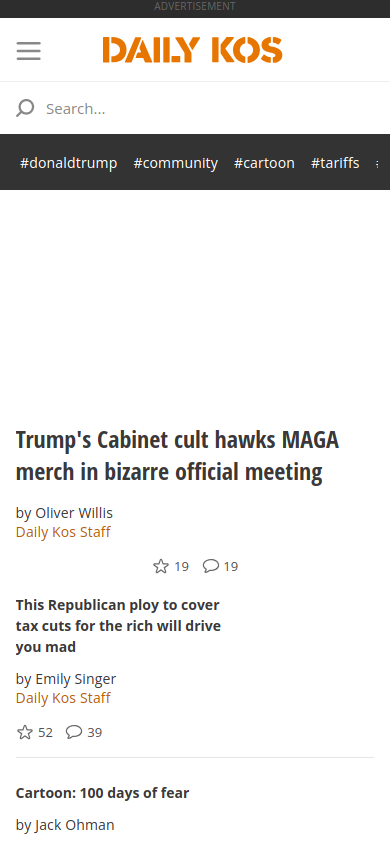 ADVERTISEMENT
DAILY KOS
Search...
#donaldtrump #community #cartoon #tariffs
Trump's Cabinet cult hawks MAGA
merch in bizarre official meeting
by Oliver Willis
Daily Kos Staff
19 19
This Republican ploy to cover
tax cuts for the rich will drive
you mad
by Emily Singer
Daily Kos Staff
52 39
Cartoon: 100 days of fear
by Jack Ohman